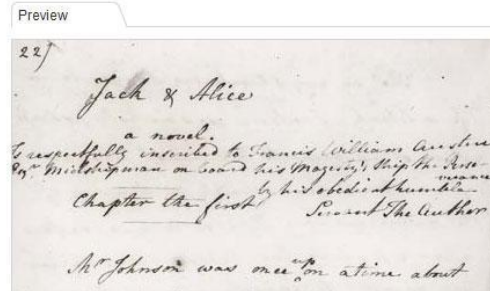 Preview
22)
Jack & Alice
a novel.
Is respectfully inscribed to Francis William Austen
Esqr. Midshipman on board his Majesty's Ship the Perse-
verance
by his obedient humble
Chapter the first Servant The Author
Mr Johnson was once upon a time about